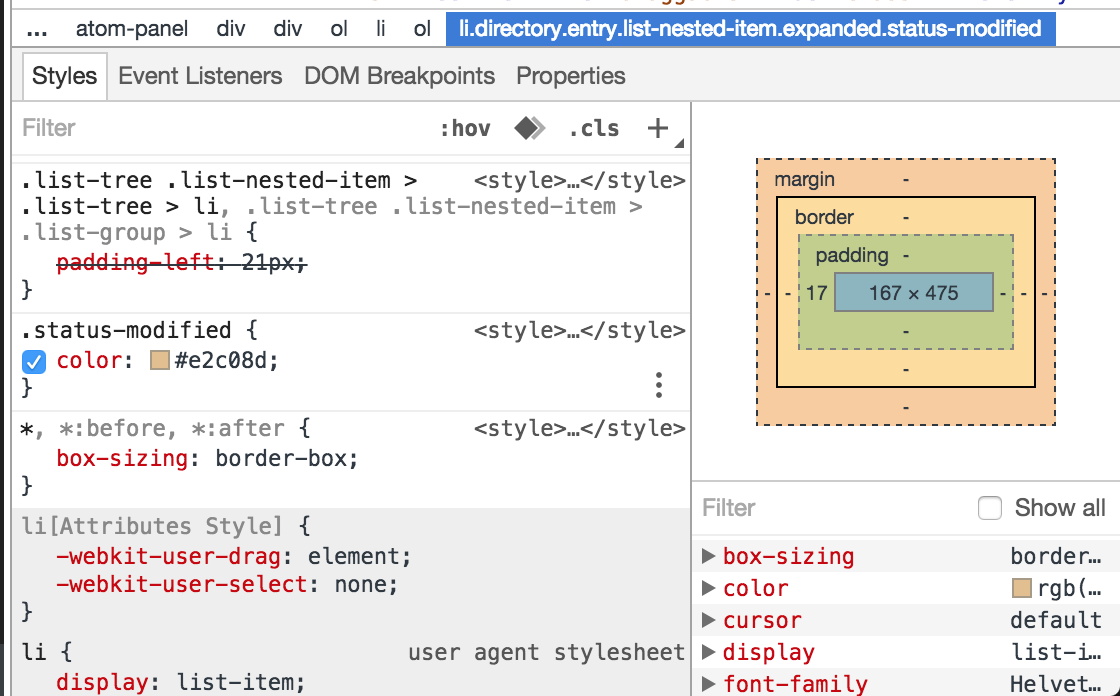 ... atom-panel div div ol li ol li.directory.entry.list-nested-item.expanded.status-modified
Styles Event Listeners DOM Breakpoints Properties
Filter :hov .cls +
.list-tree .list-nested-item > <style>…</style>
.list-tree > li, .list-tree .list-nested-item >
.list-group > li {
padding-left: 21px;
}
.status-modified { <style>…</style>
color: #e2c08d;
}
*, *:before, *:after { <style>…</style>
box-sizing: border-box;
}
li[Attributes Style] {
-webkit-user-drag: element;
-webkit-user-select: none;
}
li { user agent stylesheet
display: list-item;
margin -
border -
padding -
- - 17 167 × 475 - - -
-
-
-
Filter Show all
box-sizing border…
color rgb(…
cursor default
display list-i…
font-family Helvet…